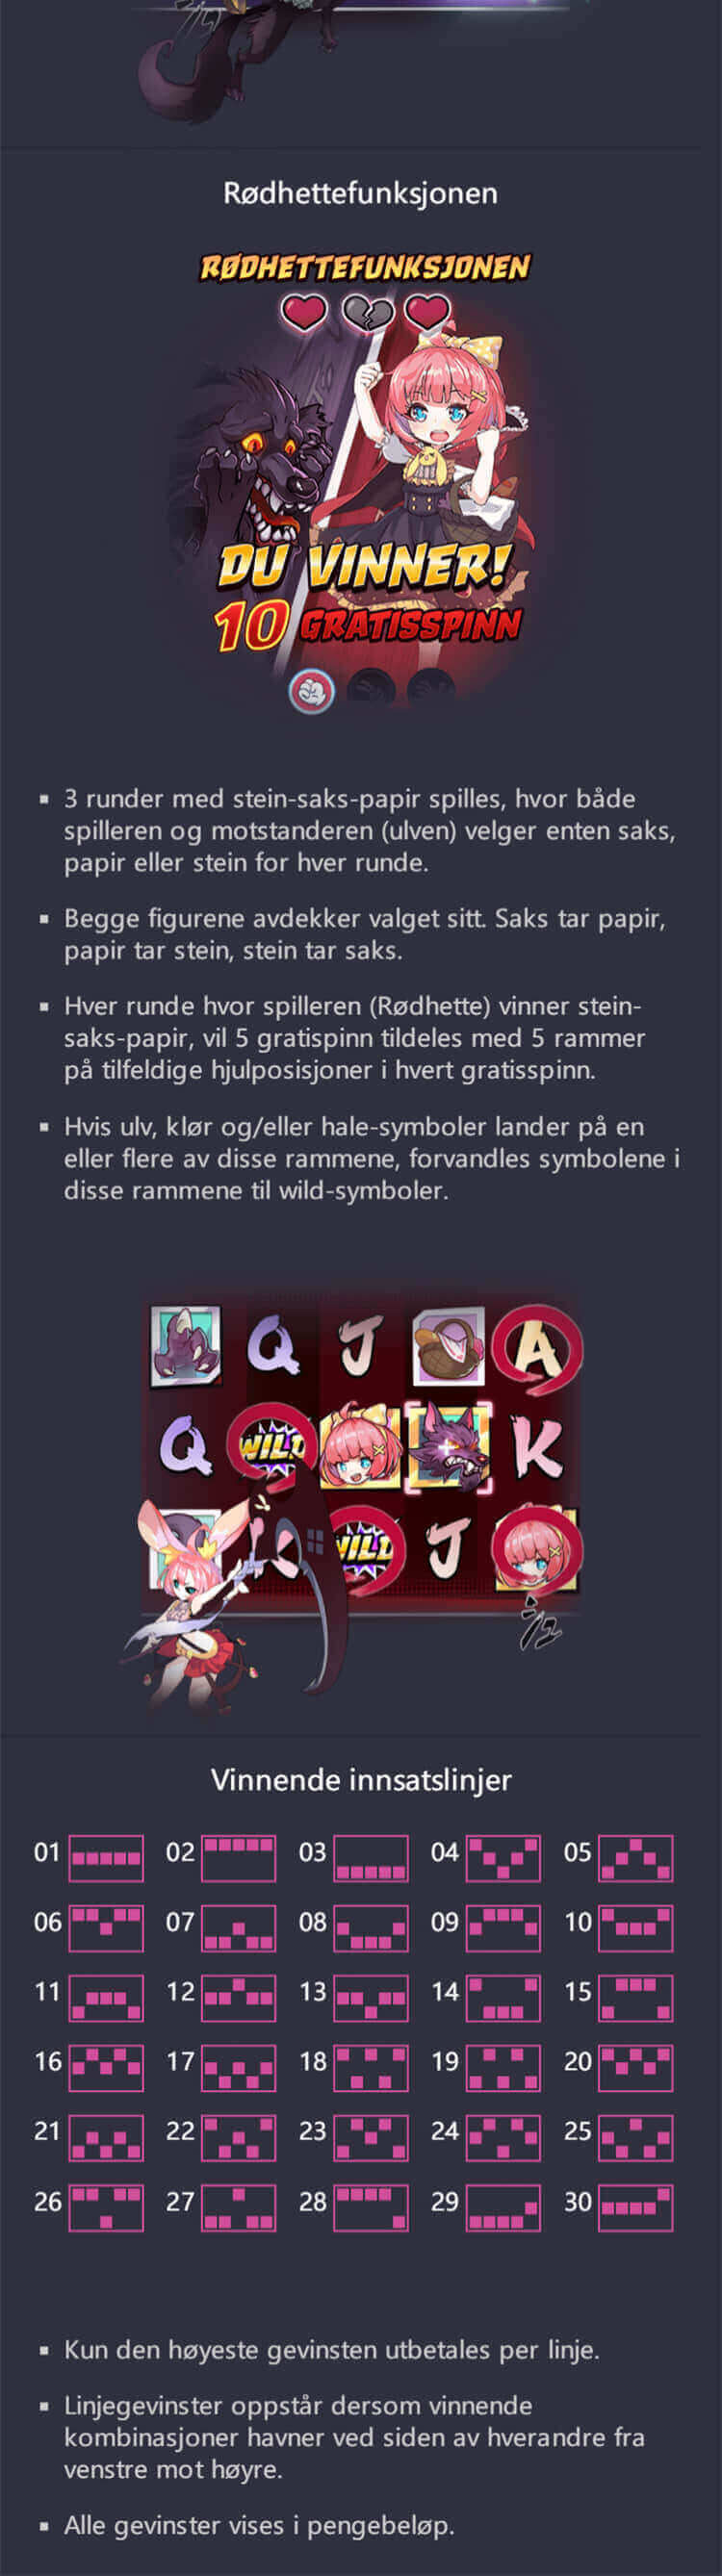 Rødhettefunksjonen
RØDHETTEFUNKSJONEN
DU VINNER!
10 GRATISSPINN
▪ 3 runder med stein-saks-papir spilles, hvor både
spilleren og motstanderen (ulven) velger enten saks,
papir eller stein for hver runde.
▪ Begge figurene avdekker valget sitt. Saks tar papir,
papir tar stein, stein tar saks.
▪ Hver runde hvor spilleren (Rødhette) vinner stein-
saks-papir, vil 5 gratispinn tildeles med 5 rammer
på tilfeldige hjulposisjoner i hvert gratisspinn.
▪ Hvis ulv, klør og/eller hale-symboler lander på en
eller flere av disse rammene, forvandles symbolene i
disse rammene til wild-symboler.
Q J A
Q WILD K
K WILD J
Vinnende innsatslinjer
01 02 03 04 05
06 07 08 09 10
11 12 13 14 15
16 17 18 19 20
21 22 23 24 25
26 27 28 29 30
▪ Kun den høyeste gevinsten utbetales per linje.
▪ Linjegevinster oppstår dersom vinnende
kombinasjoner havner ved siden av hverandre fra
venstre mot høyre.
▪ Alle gevinster vises i pengebeløp.